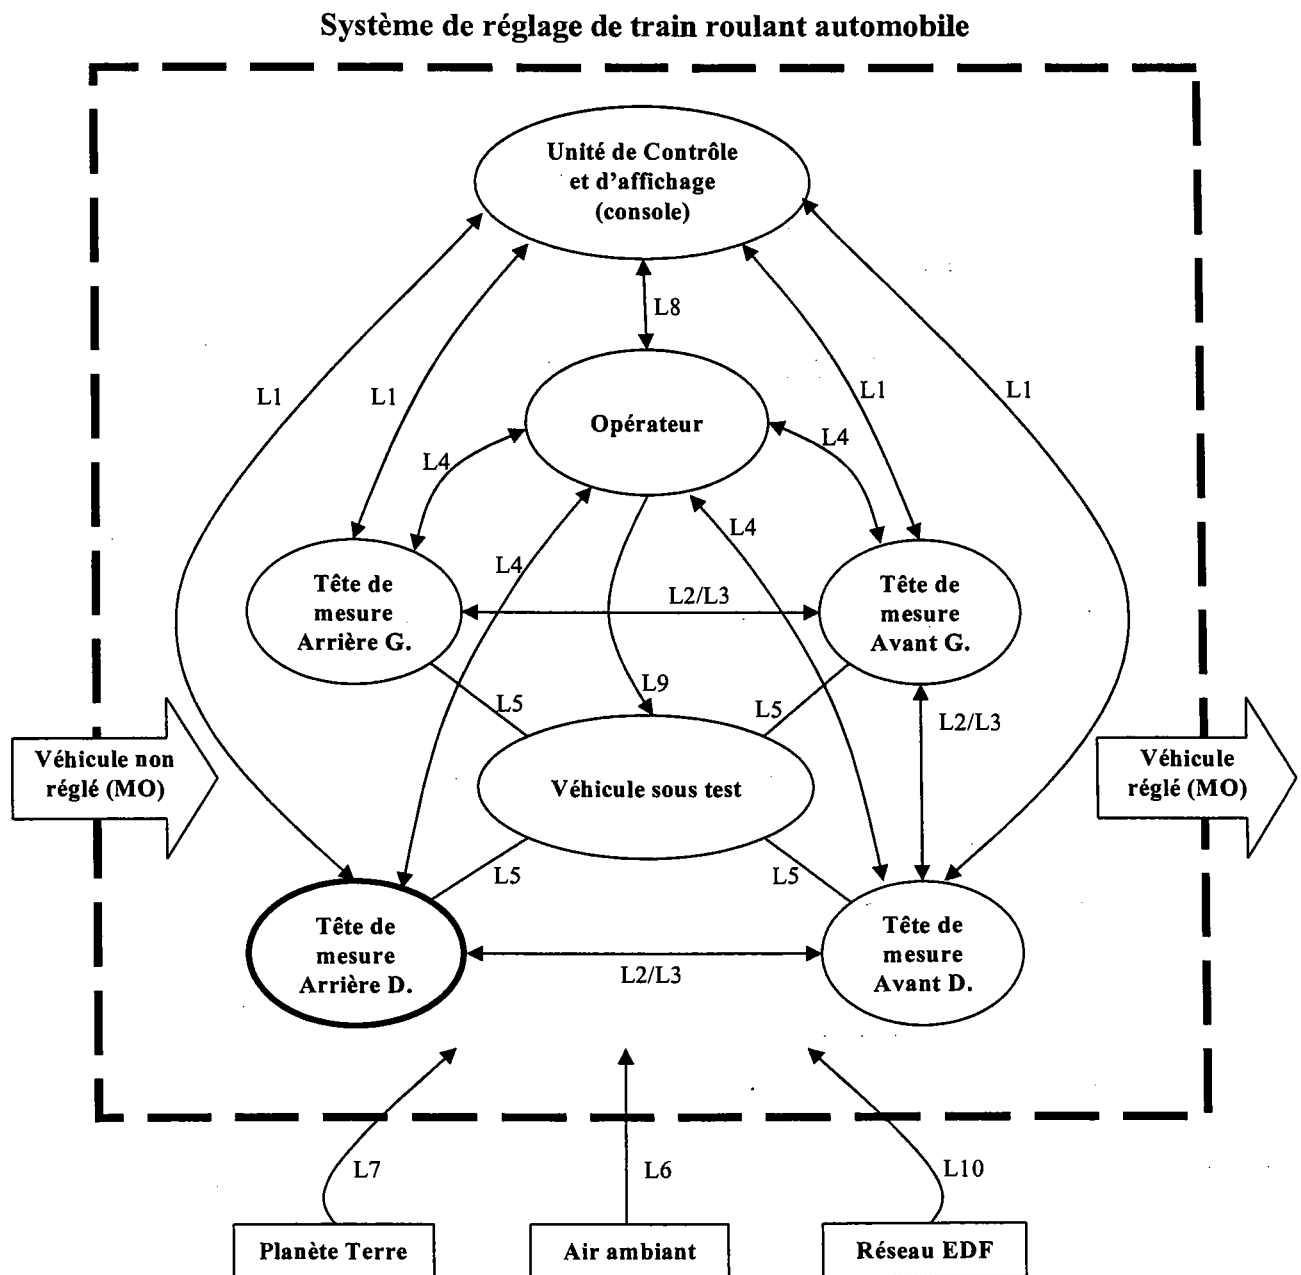 Système de réglage de train roulant automobile
Unité de Contrôle
et d'affichage
(console)
L8
L1
L1
L1
L1
Opérateur
L4
L4
L4
L4
Tête de
mesure
Arrière G.
L2/L3
Tête de
mesure
Avant G.
L9
L5
L5
L2/L3
Véhicule non
réglé (MO)
Véhicule sous test
Véhicule
réglé (MO)
L5
L5
Tête de
mesure
Arrière D.
L2/L3
Tête de
mesure
Avant D.
L7
L6
L10
Planète Terre
Air ambiant
Réseau EDF